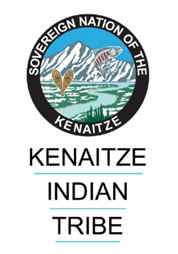 SOVEREIGN NATION OF THE
KENAITZE
KENAITZE
INDIAN
TRIBE